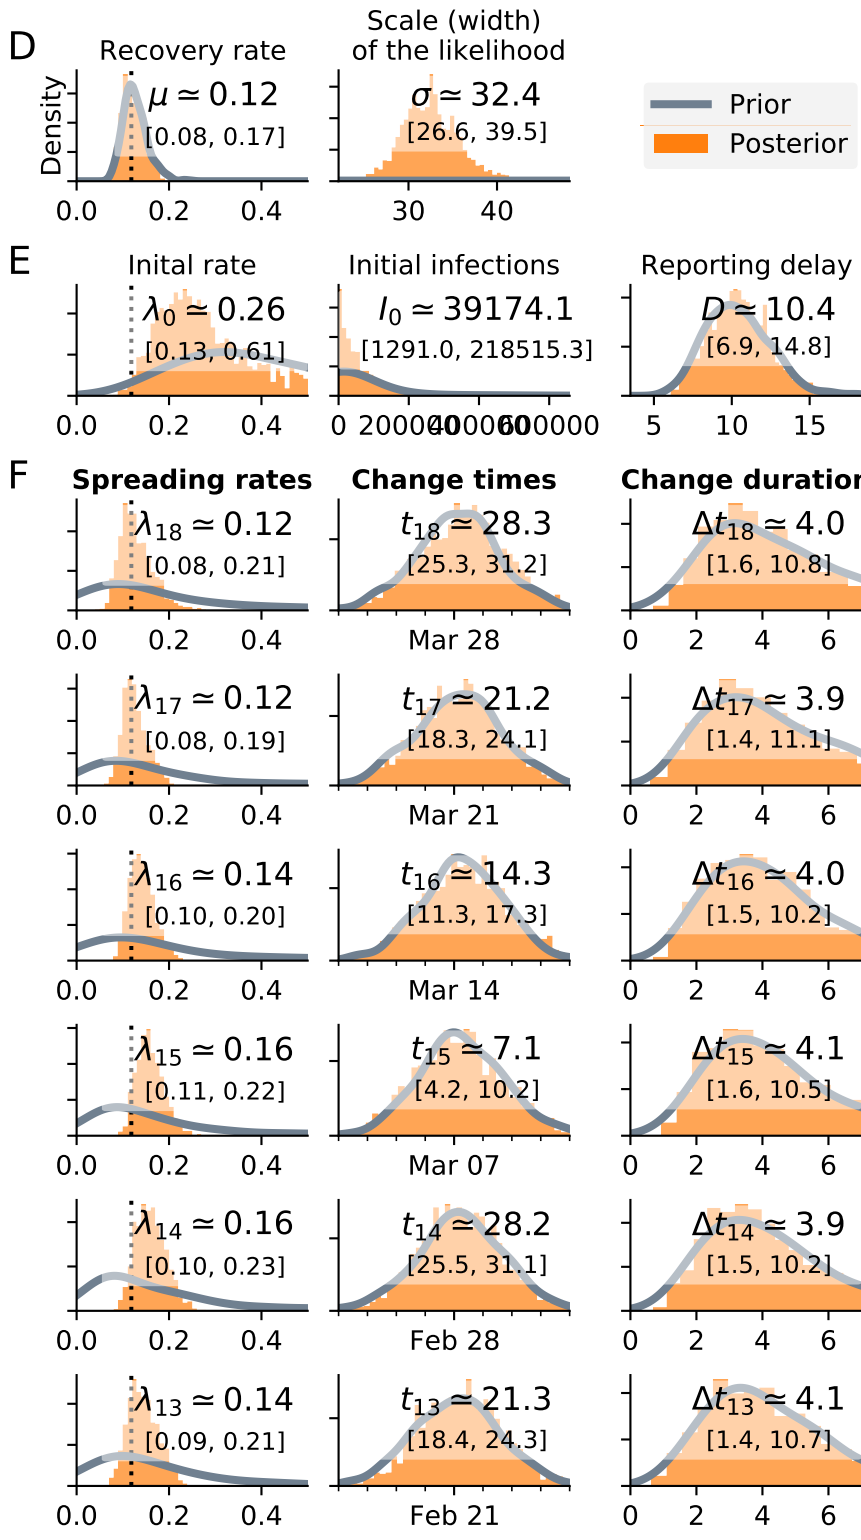 D
Recovery rate
Scale (width)
of the likelihood
Density
μ ≃ 0.12
[0.08, 0.17]
σ ≃ 32.4
[26.6, 39.5]
Prior
Posterior
0.0 0.2 0.4
30 40
E
Inital rate
Initial infections
Reporting delay
λ0 ≃ 0.26
[0.13, 0.61]
I0 ≃ 39174.1
[1291.0, 218515.3]
D ≃ 10.4
[6.9, 14.8]
0.0 0.2 0.4
0 200000 400000 600000
5 10 15
F
Spreading rates
Change times
Change duration
λ18 ≃ 0.12
[0.08, 0.21]
t18 ≃ 28.3
[25.3, 31.2]
Δt18 ≃ 4.0
[1.6, 10.8]
0.0 0.2 0.4
Mar 28
0 2 4 6
λ17 ≃ 0.12
[0.08, 0.19]
t17 ≃ 21.2
[18.3, 24.1]
Δt17 ≃ 3.9
[1.4, 11.1]
0.0 0.2 0.4
Mar 21
0 2 4 6
λ16 ≃ 0.14
[0.10, 0.20]
t16 ≃ 14.3
[11.3, 17.3]
Δt16 ≃ 4.0
[1.5, 10.2]
0.0 0.2 0.4
Mar 14
0 2 4 6
λ15 ≃ 0.16
[0.11, 0.22]
t15 ≃ 7.1
[4.2, 10.2]
Δt15 ≃ 4.1
[1.6, 10.5]
0.0 0.2 0.4
Mar 07
0 2 4 6
λ14 ≃ 0.16
[0.10, 0.23]
t14 ≃ 28.2
[25.5, 31.1]
Δt14 ≃ 3.9
[1.5, 10.2]
0.0 0.2 0.4
Feb 28
0 2 4 6
λ13 ≃ 0.14
[0.09, 0.21]
t13 ≃ 21.3
[18.4, 24.3]
Δt13 ≃ 4.1
[1.4, 10.7]
0.0 0.2 0.4
Feb 21
0 2 4 6